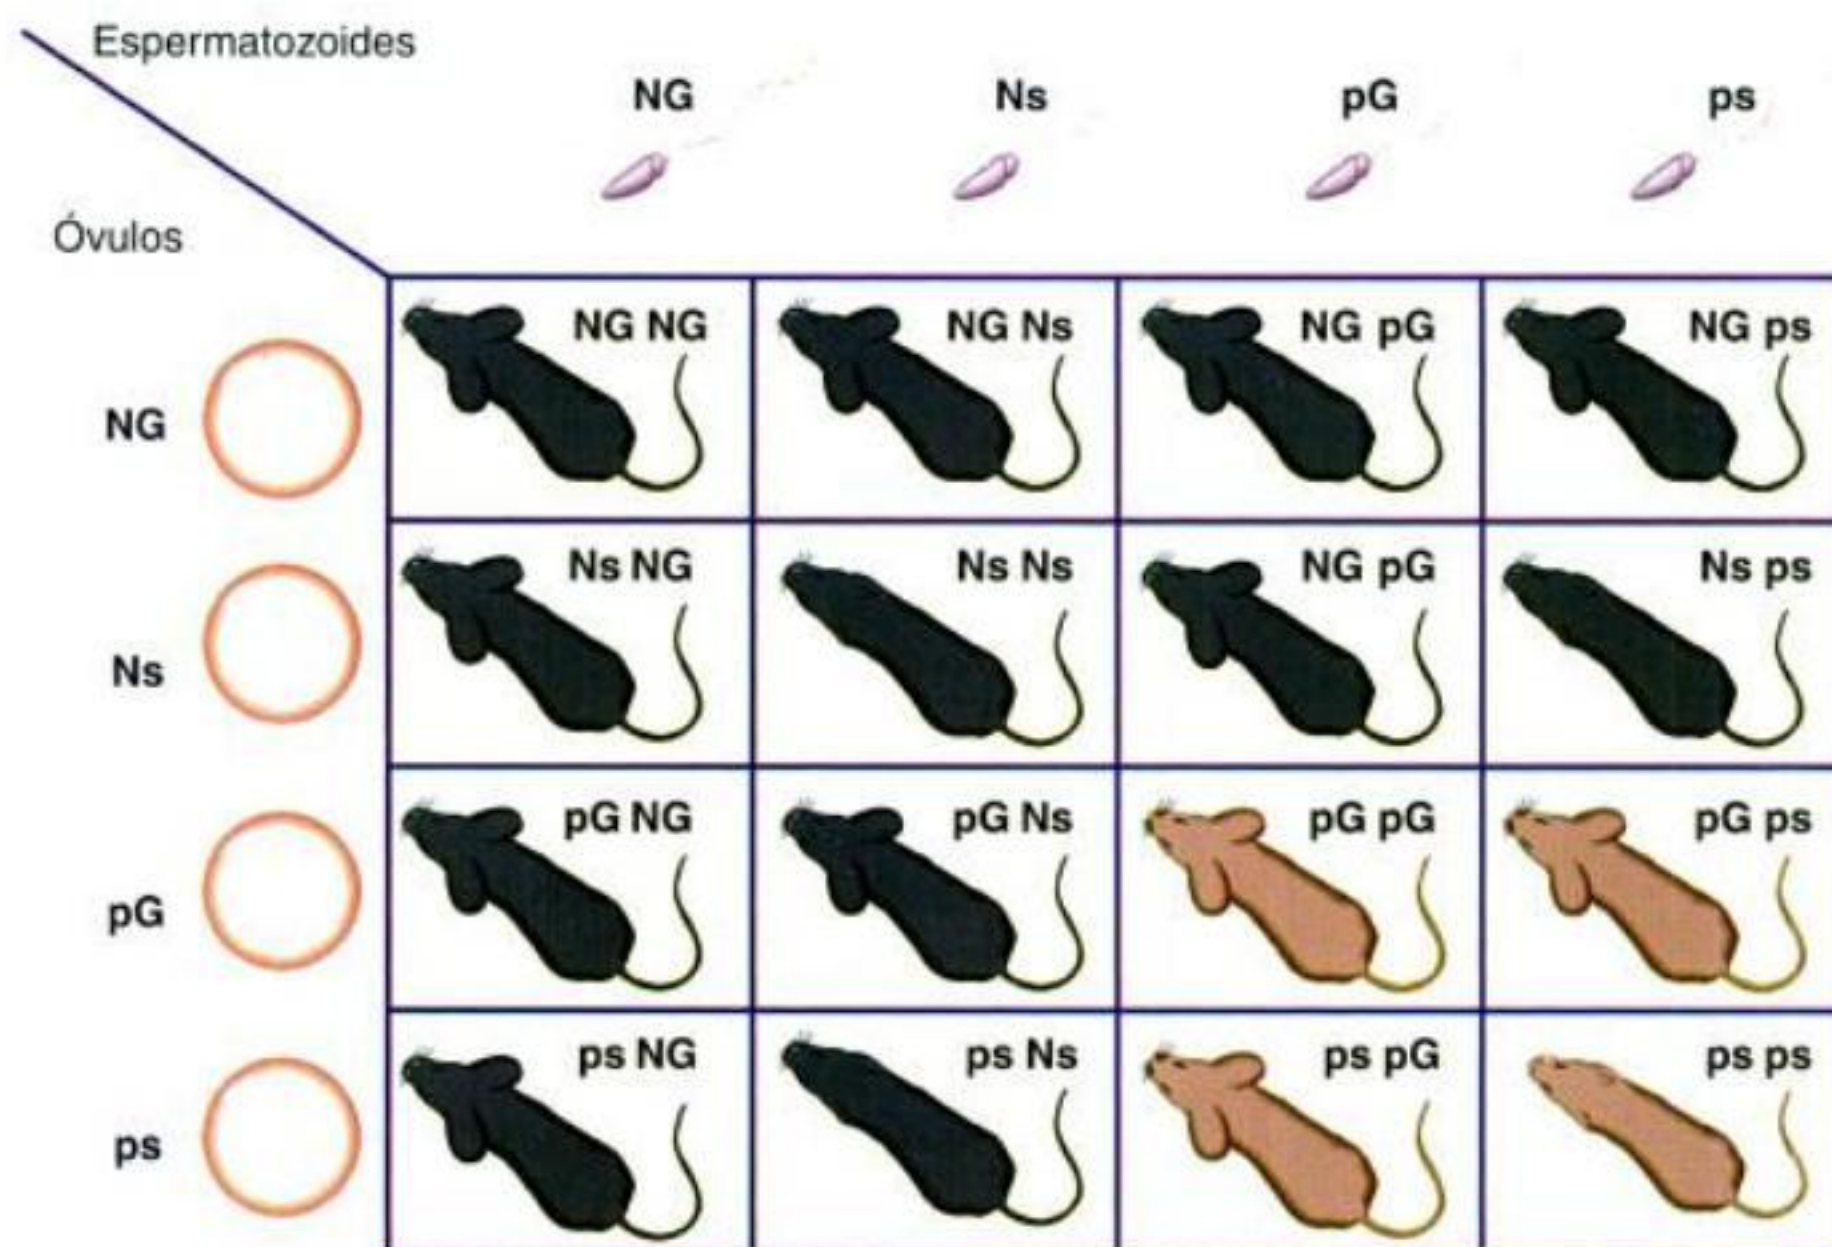 Espermatozoides
NG Ns pG ps
Óvulos
NG NG NG Ns NG pG NG ps
NG
Ns NG Ns Ns NG pG Ns ps
Ns
pG NG pG Ns pG pG pG ps
pG
ps NG ps Ns ps pG ps ps
ps